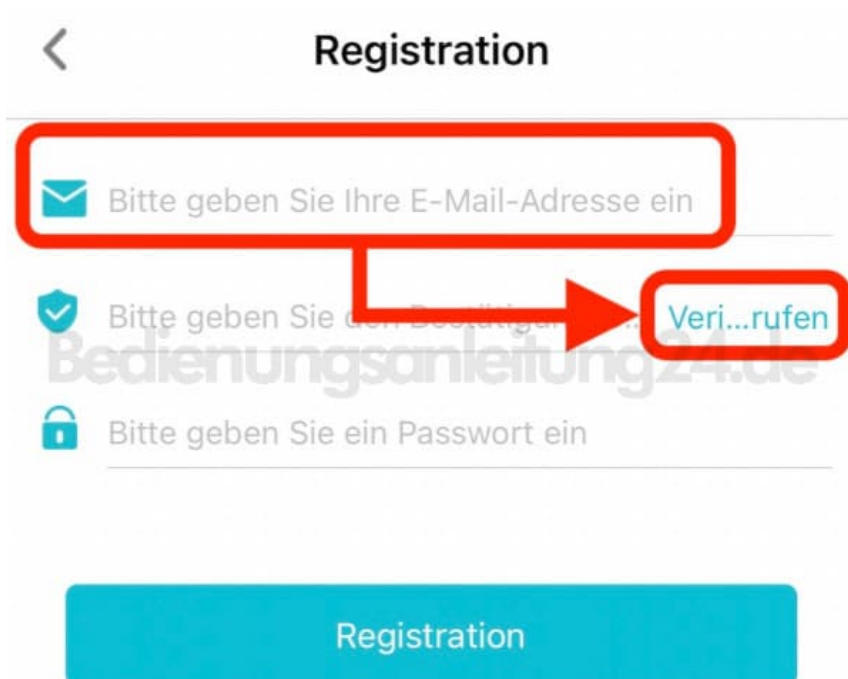 Registration
Bitte geben Sie Ihre E-Mail-Adresse ein
Bitte geben Sie den Veri...rufen
Bedienungsanleitung24.de
Bitte geben Sie ein Passwort ein
Registration